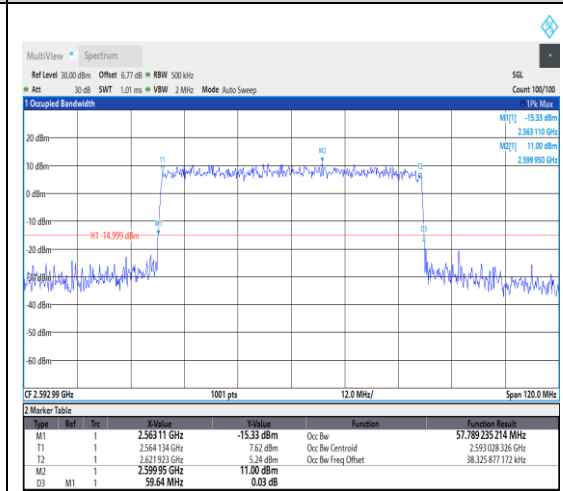 MultiView Spectrum
Ref Level 30.00 dBm Offset 6.77 dB RBW 500 kHz SGL
Att 30 dB SWT 1.01 ms VBW 2 MHz Mode Auto Sweep Count 100/100
1 Occupied Bandwidth 1Pk Max
M1[1] -15.33 dBm
2.563 110 GHz
M2[1] 11.00 dBm
2.599 950 GHz
20 dBm
M2
T1 T2
10 dBm
0 dBm
-10 dBm
M1 D3
H1 -14.999 dBm
-20 dBm
-30 dBm
-40 dBm
-50 dBm
-60 dBm
CF 2.592 99 GHz 1001 pts 12.0 MHz/ Span 120.0 MHz
2 Marker Table
Type Ref Trc X-Value Y-Value Function Function Result
M1 1 2.563 11 GHz -15.33 dBm Occ Bw 57.789 235 214 MHz
T1 1 2.564 134 GHz 7.62 dBm Occ Bw Centroid 2.593 028 326 GHz
T2 1 2.621 923 GHz 5.24 dBm Occ Bw Freq Offset 38.325 877 172 kHz
M2 1 2.599 95 GHz 11.00 dBm
D3 M1 1 59.64 MHz 0.03 dB